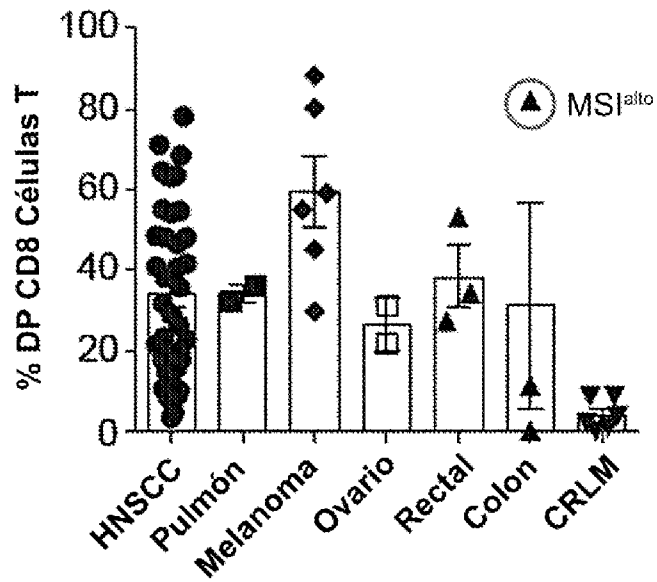 % DP CD8 Células T
100
80
60
40
20
0
MSIalto
HNSCC
Pulmón
Melanoma
Ovario
Rectal
Colon
CRLM